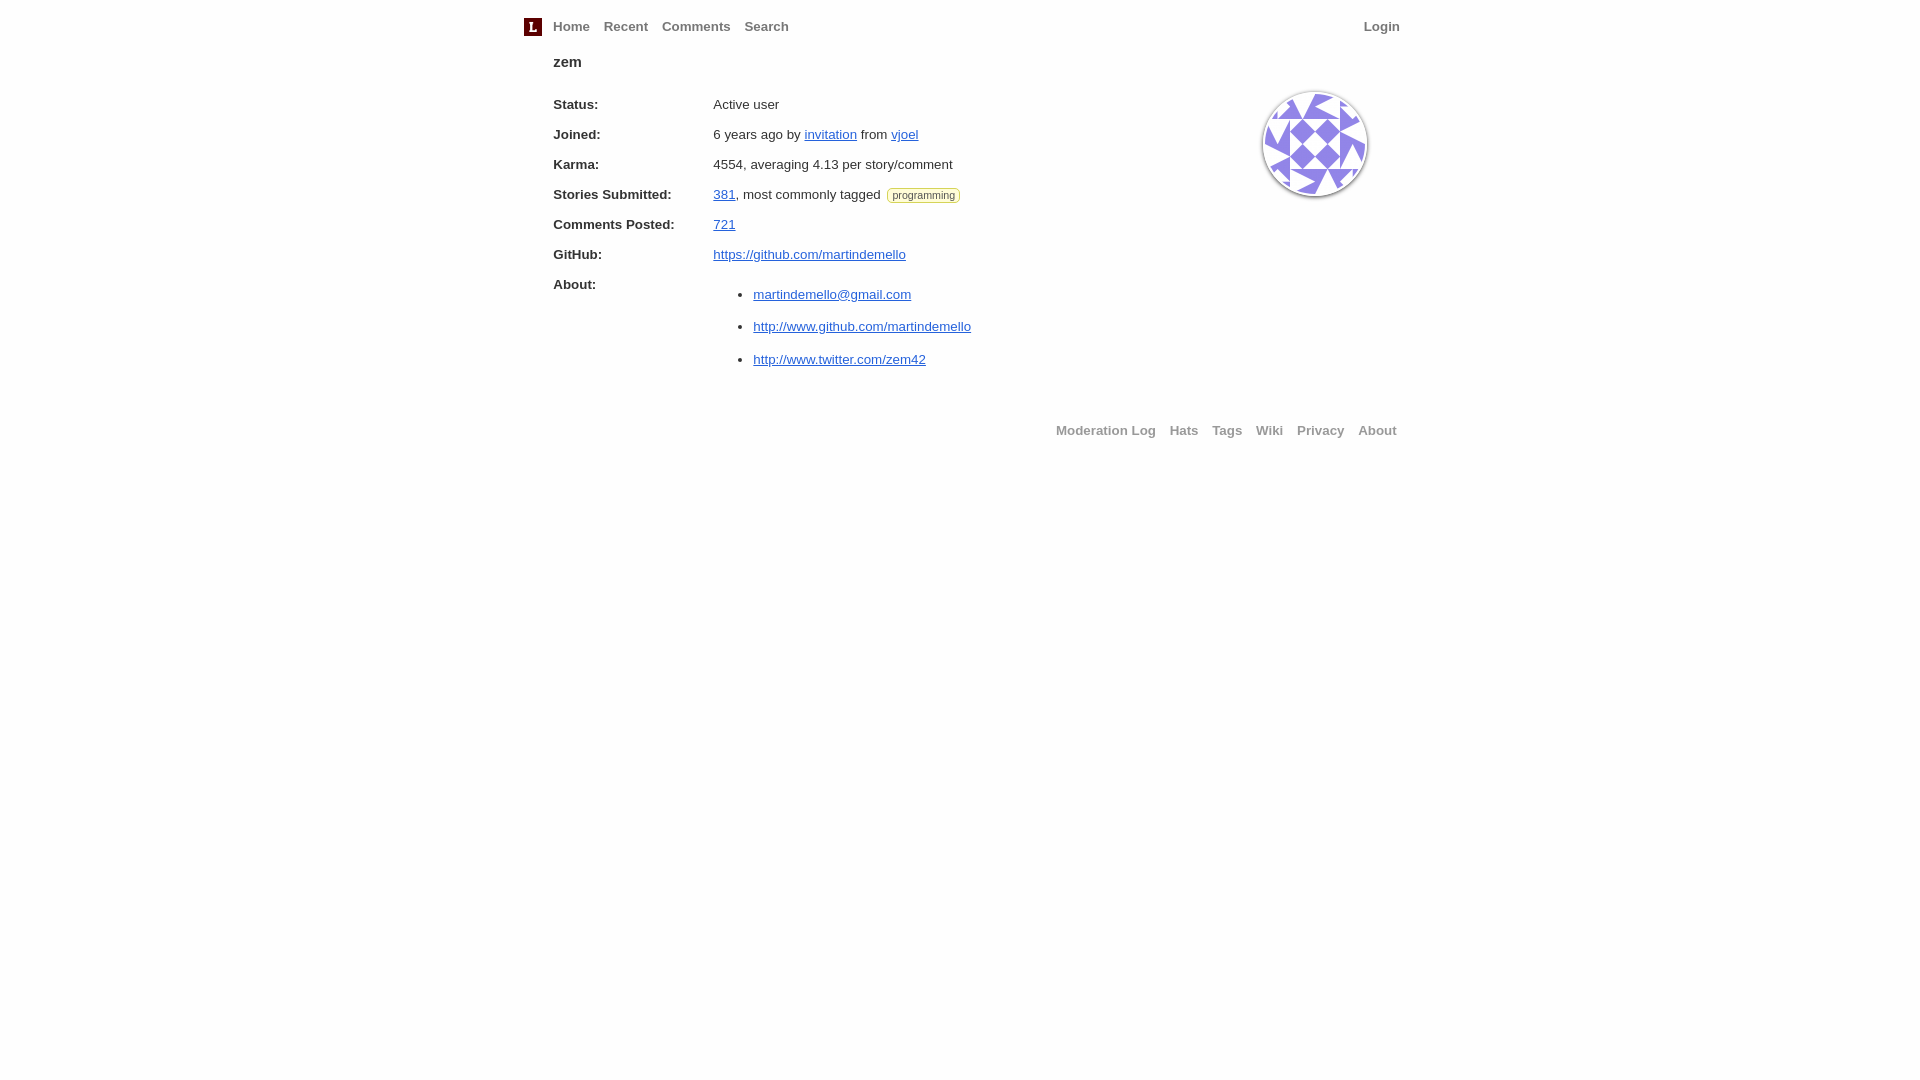 L Home Recent Comments Search Login
zem
Status: Active user
Joined: 6 years ago by invitation from vjoel
Karma: 4554, averaging 4.13 per story/comment
Stories Submitted: 381, most commonly tagged programming
Comments Posted: 721
GitHub: https://github.com/martindemello
About:
• martindemello@gmail.com
• http://www.github.com/martindemello
• http://www.twitter.com/zem42
Moderation Log Hats Tags Wiki Privacy About